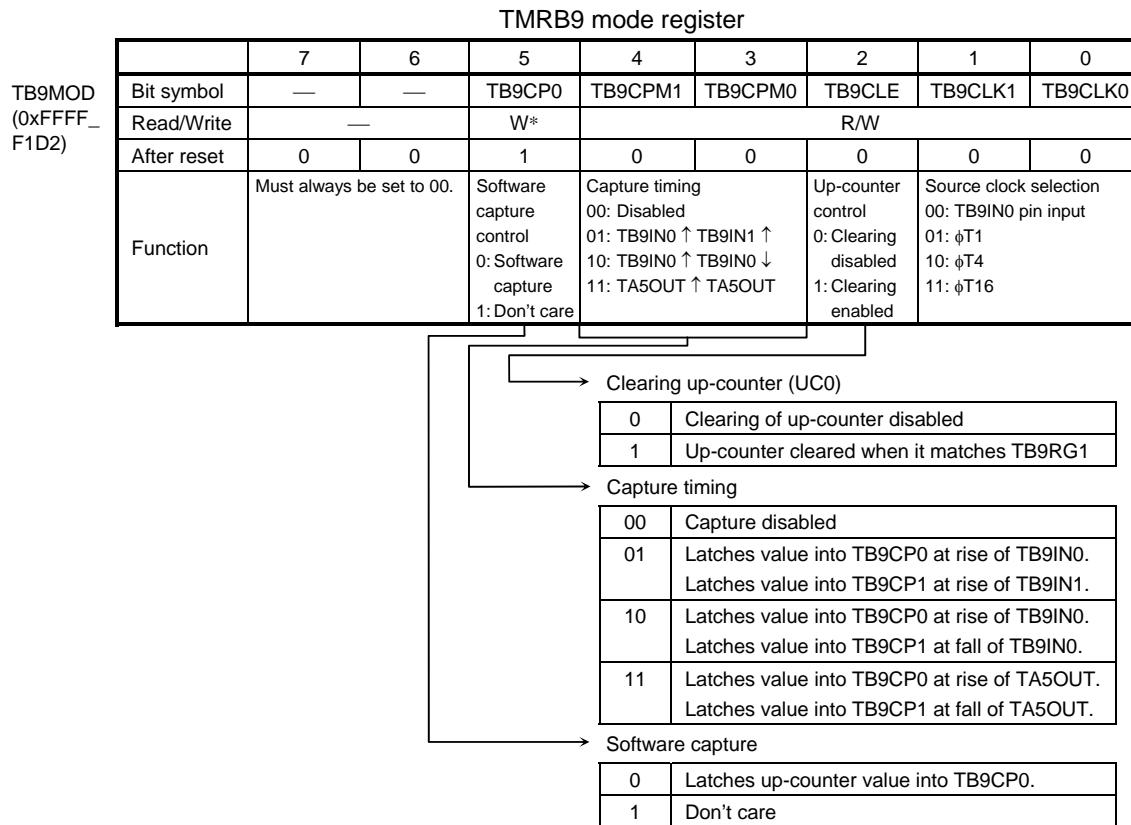 TMRB9 mode register
7 6 5 4 3 2 1 0
TB9MOD
(0xFFFF_
F1D2)
Bit symbol — — TB9CP0 TB9CPM1 TB9CPM0 TB9CLE TB9CLK1 TB9CLK0
Read/Write — W* R/W
After reset 0 0 1 0 0 0 0 0
Function
Must always be set to 00.
Software
capture
control
0: Software
capture
1: Don't care
Capture timing
00: Disabled
01: TB9IN0 ↑ TB9IN1 ↑
10: TB9IN0 ↑ TB9IN0 ↓
11: TA5OUT ↑ TA5OUT
Up-counter
control
0: Clearing
disabled
1: Clearing
enabled
Source clock selection
00: TB9IN0 pin input
01: ϕT1
10: ϕT4
11: ϕT16
Clearing up-counter (UC0)
0 Clearing of up-counter disabled
1 Up-counter cleared when it matches TB9RG1
Capture timing
00 Capture disabled
01 Latches value into TB9CP0 at rise of TB9IN0.
Latches value into TB9CP1 at rise of TB9IN1.
10 Latches value into TB9CP0 at rise of TB9IN0.
Latches value into TB9CP1 at fall of TB9IN0.
11 Latches value into TB9CP0 at rise of TA5OUT.
Latches value into TB9CP1 at fall of TA5OUT.
Software capture
0 Latches up-counter value into TB9CP0.
1 Don't care